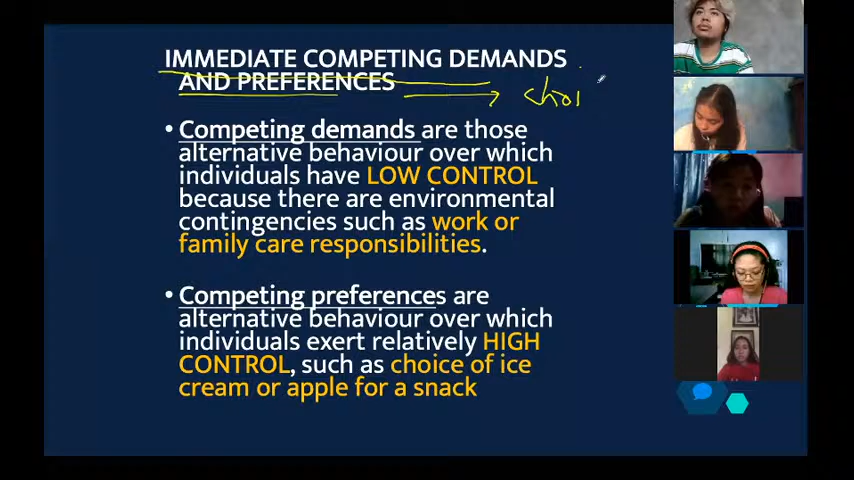 IMMEDIATE COMPETING DEMANDS
AND PREFERENCES
choi
• Competing demands are those
alternative behaviour over which
individuals have LOW CONTROL
because there are environmental
contingencies such as work or
family care responsibilities.
• Competing preferences are
alternative behaviour over which
individuals exert relatively HIGH
CONTROL, such as choice of ice
cream or apple for a snack